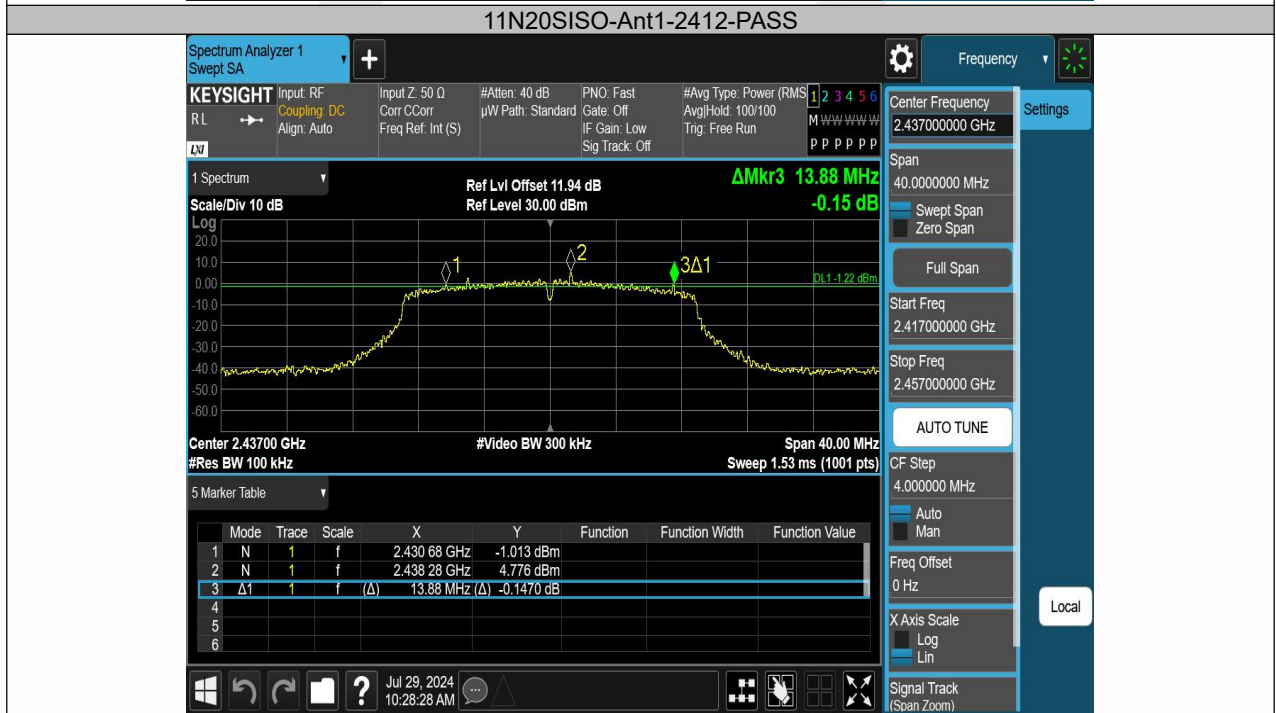 11N20SISO-Ant1-2412-PASS
Spectrum Analyzer 1
Swept SA
+
Frequency
KEYSIGHT
RL
LXI
Input: RF
Coupling: DC
Align: Auto
Input Z: 50 Ω
Corr CCorr
Freq Ref: Int (S)
#Atten: 40 dB
µW Path: Standard
PNO: Fast
Gate: Off
IF Gain: Low
Sig Track: Off
#Avg Type: Power (RMS
Avg|Hold: 100/100
Trig: Free Run
1 2 3 4 5 6
M W W W W W
P P P P P P
1 Spectrum
Scale/Div 10 dB
Ref Lvl Offset 11.94 dB
Ref Level 30.00 dBm
ΔMkr3 13.88 MHz
-0.15 dB
Log
20.0
10.0
0.00
-10.0
-20.0
-30.0
-40.0
-50.0
-60.0
1
2
3Δ1
DL1 -1.22 dBm
Center 2.43700 GHz
#Video BW 300 kHz
Span 40.00 MHz
#Res BW 100 kHz
Sweep 1.53 ms (1001 pts)
5 Marker Table
Mode Trace Scale X Y Function Function Width Function Value
1 N 1 f 2.430 68 GHz -1.013 dBm
2 N 1 f 2.438 28 GHz 4.776 dBm
3 Δ1 1 f (Δ) 13.88 MHz (Δ) -0.1470 dB
4
5
6
Center Frequency
2.437000000 GHz
Settings
Span
40.0000000 MHz
Swept Span
Zero Span
Full Span
Start Freq
2.417000000 GHz
Stop Freq
2.457000000 GHz
AUTO TUNE
CF Step
4.000000 MHz
Auto
Man
Freq Offset
0 Hz
X Axis Scale
Log
Lin
Local
Signal Track
(Span Zoom)
?
Jul 29, 2024
10:28:28 AM